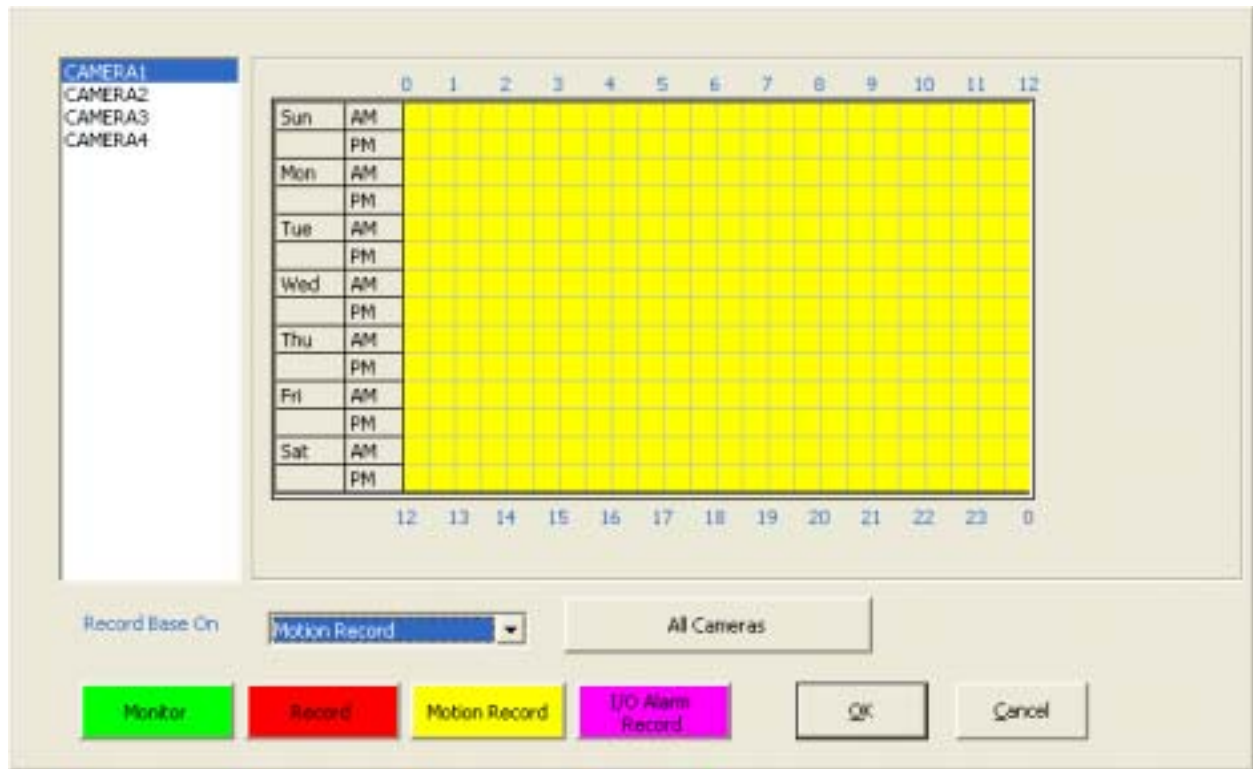 CAMERA1
CAMERA2
CAMERA3
CAMERA4
0 1 2 3 4 5 6 7 8 9 10 11 12
Sun AM
PM
Mon AM
PM
Tue AM
PM
Wed AM
PM
Thu AM
PM
Fri AM
PM
Sat AM
PM
12 13 14 15 16 17 18 19 20 21 22 23 0
Record Base On
Motion Record
All Cameras
Monitor
Record
Motion Record
I/O Alarm
Record
OK
Cancel